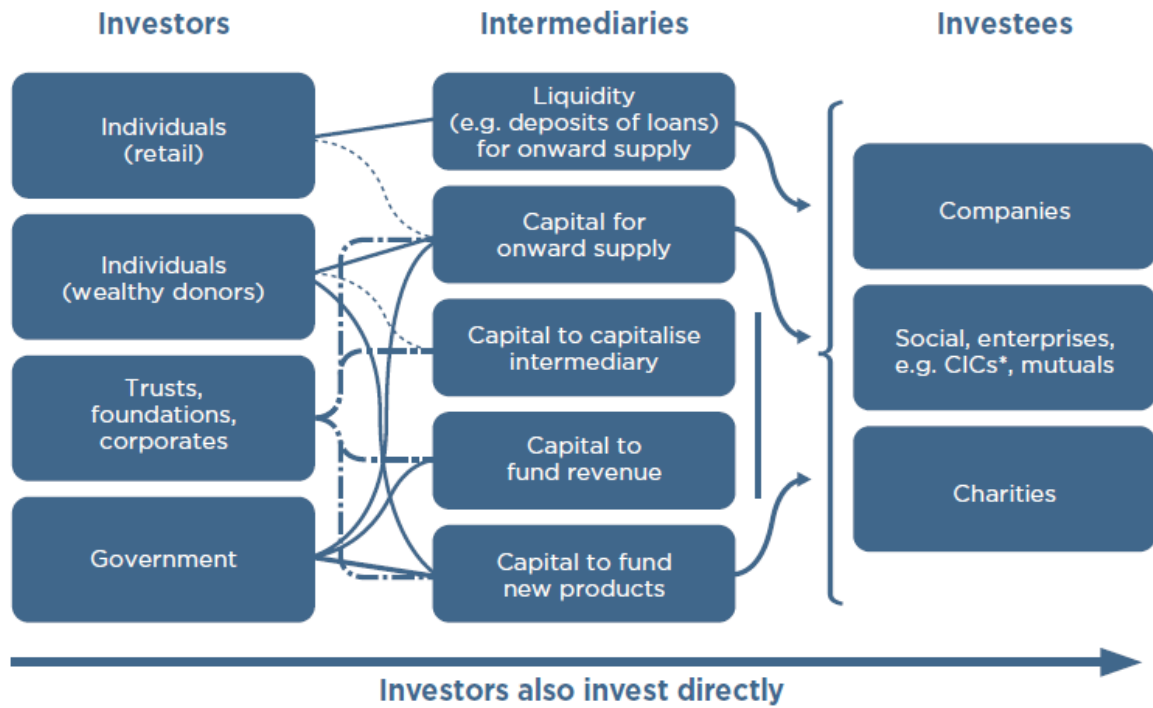 Investors
Intermediaries
Investees
Individuals
(retail)
Individuals
(wealthy donors)
Trusts,
foundations,
corporates
Government
Liquidity
(e.g. deposits of loans)
for onward supply
Capital for
onward supply
Capital to capitalise
intermediary
Capital to
fund revenue
Capital to fund
new products
Companies
Social, enterprises,
e.g. CICs*, mutuals
Charities
Investors also invest directly